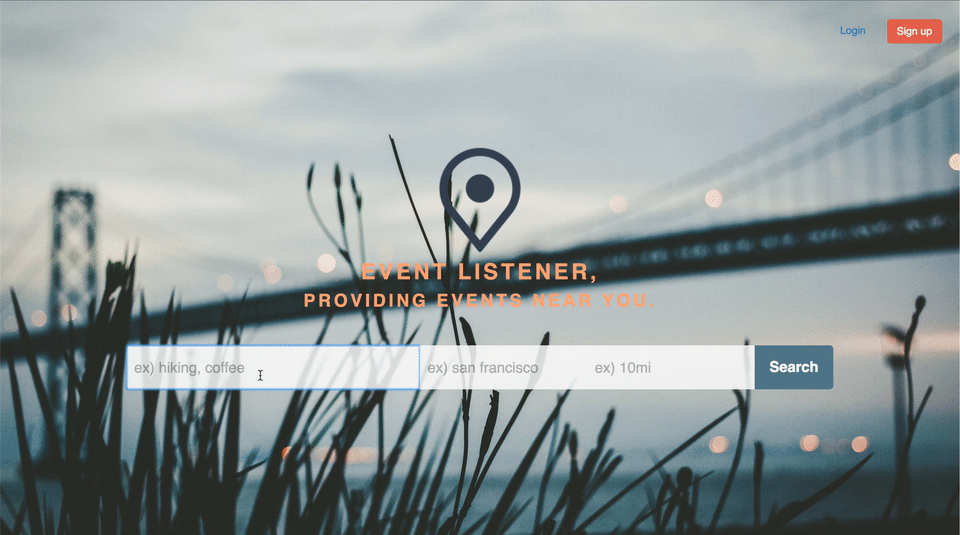 Login
Sign up
EVENT LISTENER,
PROVIDING EVENTS NEAR YOU.
ex) hiking, coffee
ex) san francisco
ex) 10mi
Search